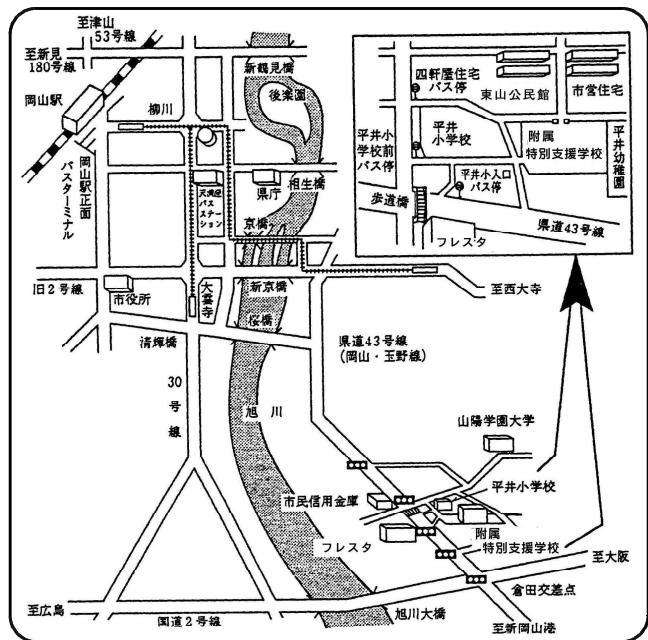 至津山
53号線
至新見
180号線
岡山駅
柳川
新鶴見橋
後楽園
岡山駅正面
バスターミナル
天満屋
バス
ステー
ション
県庁
相生橋
京橋
旧2号線
市役所
大雲寺
新京橋
桜橋
至西大寺
清輝橋
県道43号線
(岡山・玉野線)
30号線
旭川
山陽学園大学
市民信用金庫
平井小学校
フレスタ
附属
特別支援学校
至大阪
倉田交差点
至広島
国道2号線
旭川大橋
至新岡山港
四軒屋住宅
バス停
東山公民館
市営住宅
平井小
学校前
バス停
平井
小学校
附属
特別支援学校
平井幼稚園
平井小入口
バス停
歩道橋
県道43号線
フレスタ